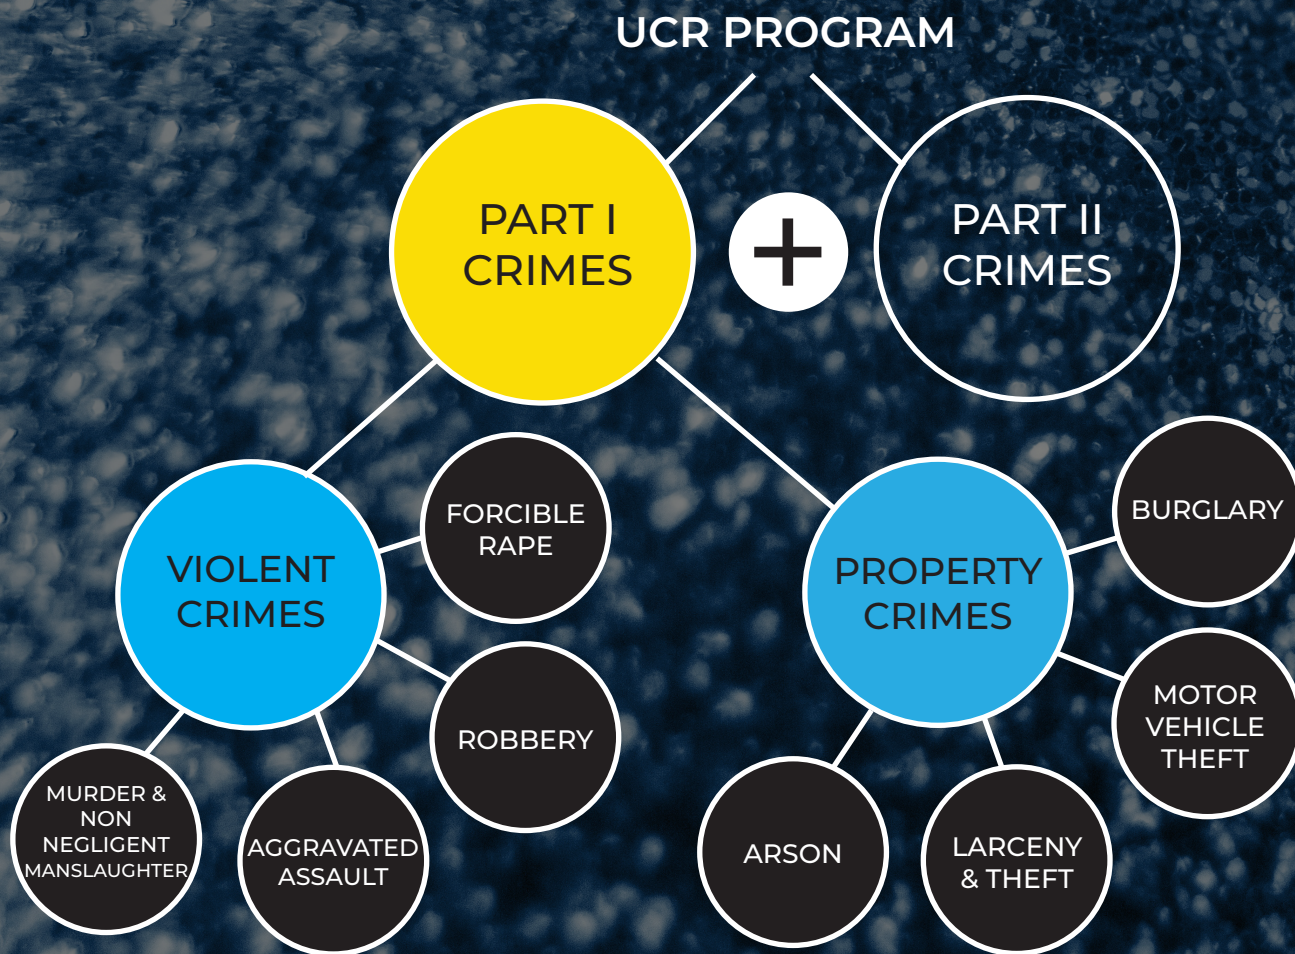 UCR PROGRAM
PART I
CRIMES
+
PART II
CRIMES
VIOLENT
CRIMES
FORCIBLE
RAPE
ROBBERY
MURDER &
NON
NEGLIGENT
MANSLAUGHTER
AGGRAVATED
ASSAULT
PROPERTY
CRIMES
BURGLARY
MOTOR
VEHICLE
THEFT
ARSON
LARCENY
& THEFT